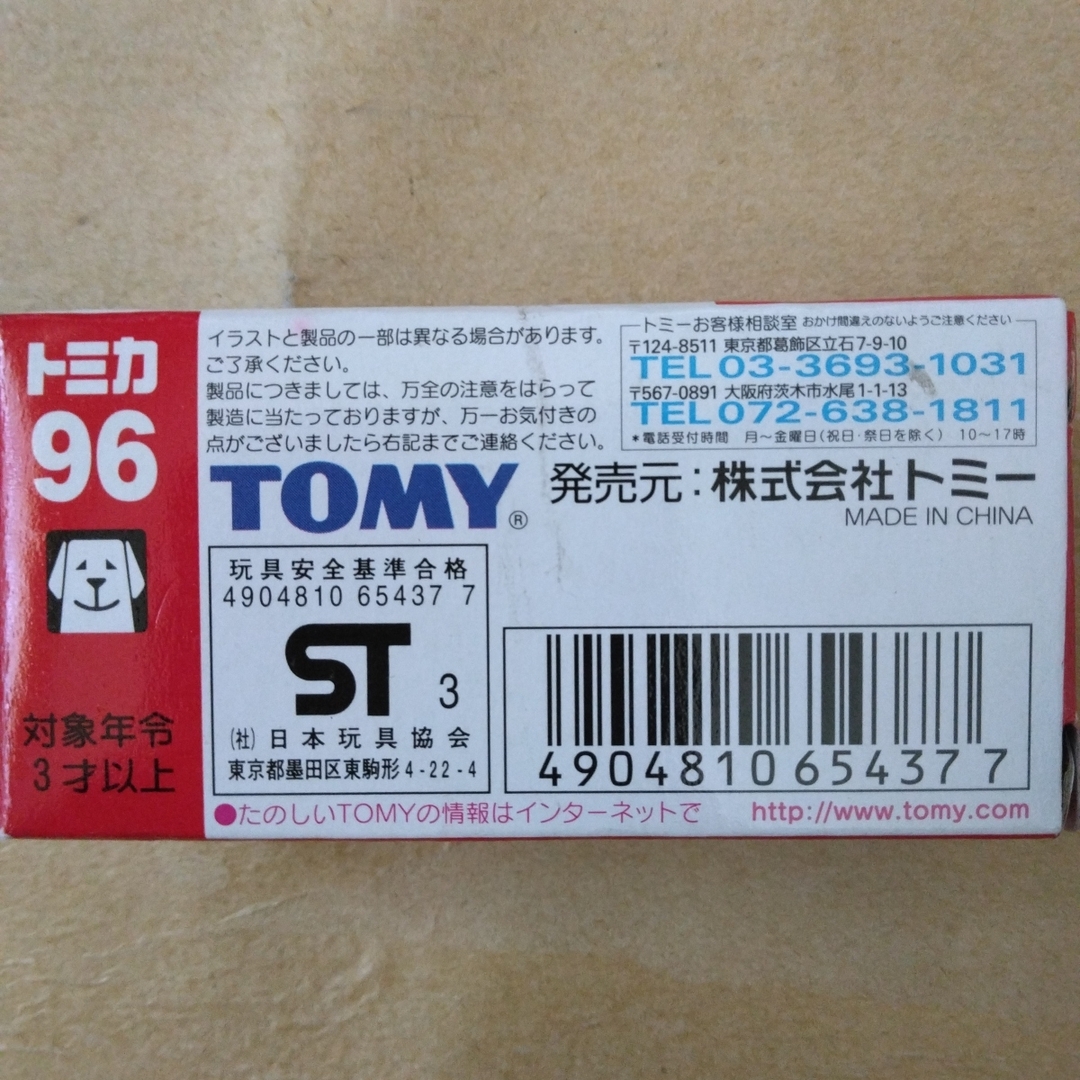 トミカ
96
対象年令
3才以上
イラストと製品の一部は異なる場合があります。
ご了承ください。
製品につきましては、万全の注意をはらって
製造に当たっておりますが、万一お気付きの
点がございましたら右記までご連絡ください。
トミーお客様相談室 おかけ間違えのないようご注意ください
〒124-8511 東京都葛飾区立石7-9-10
TEL 03-3693-1031
〒567-0891 大阪府茨木市水尾1-1-13
TEL 072-638-1811
*電話受付時間 月〜金曜日(祝日・祭日を除く) 10〜17時
TOMY® 発売元:株式会社トミー
MADE IN CHINA
玩具安全基準合格
4904810 65437 7
ST 3
(社)日本玩具協会
東京都墨田区東駒形4-22-4
4904810654377
●たのしいTOMYの情報はインターネットで http://www.tomy.com